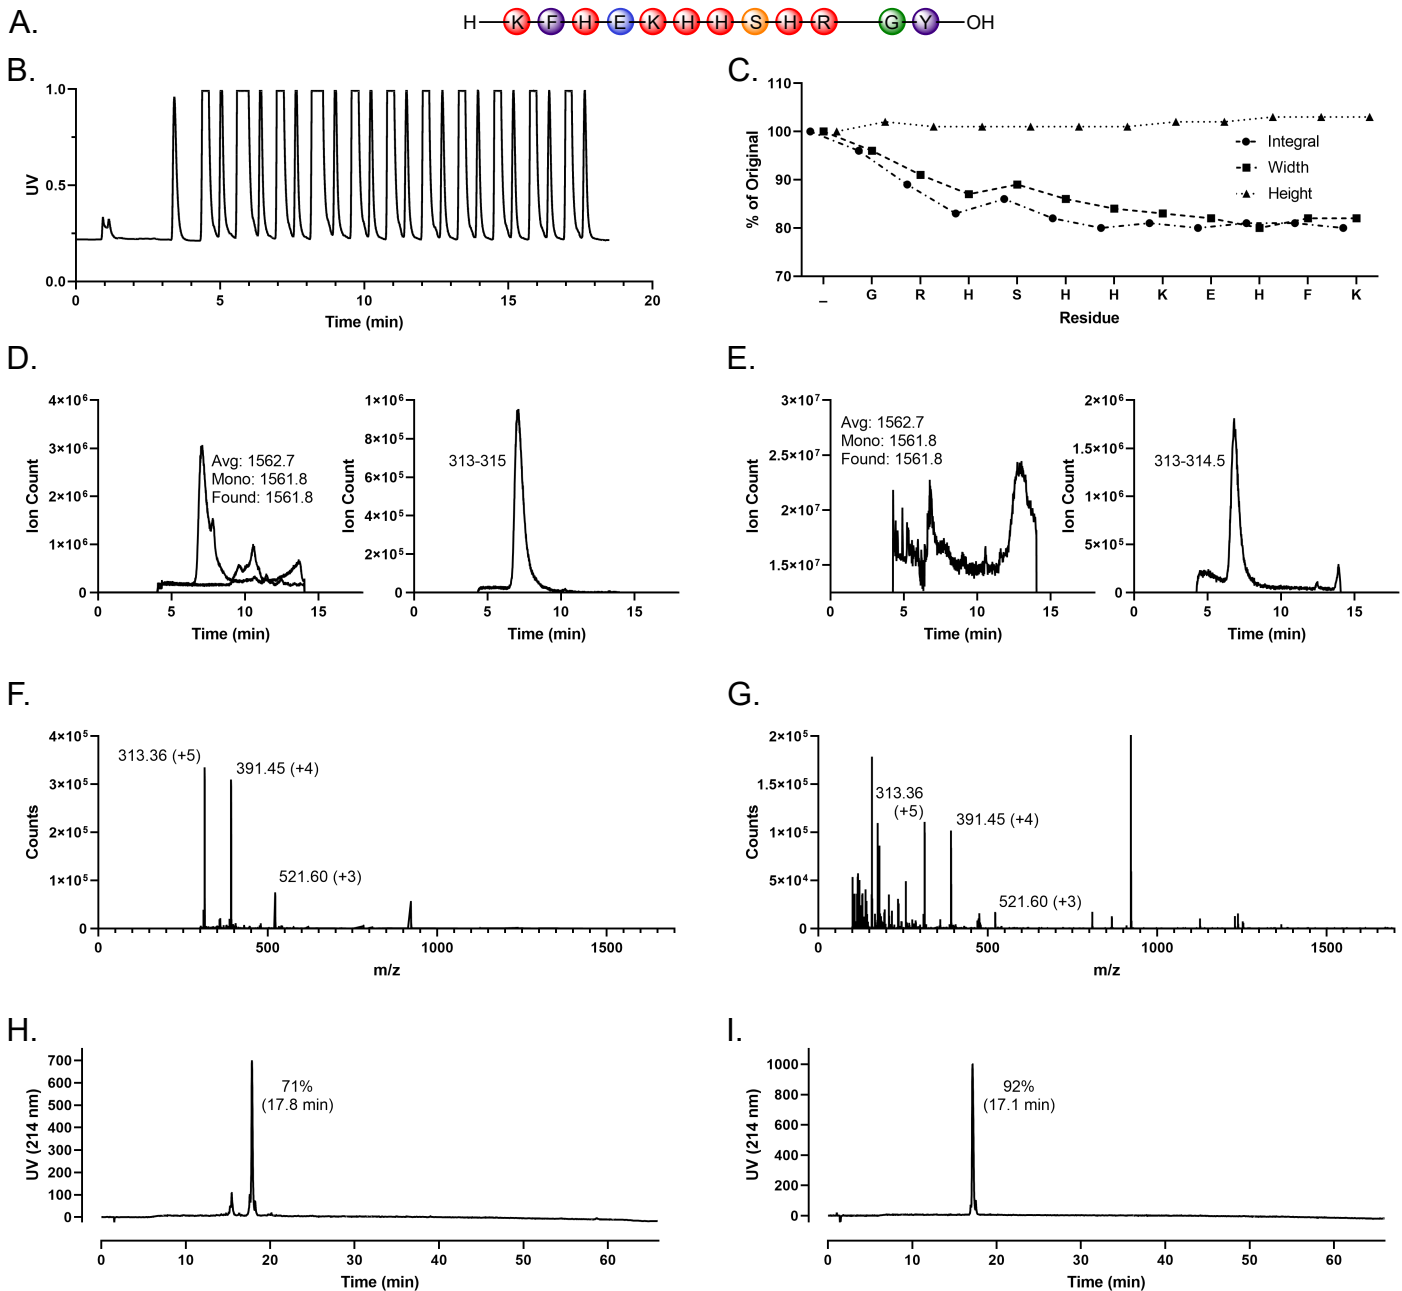 A.
H K F H E K H H S H R G Y OH
B.
1.0
0.5
0.0
UV
0 5 10 15 20
Time (min)
C.
110
100
90
80
70
% of Original
Integral
Width
Height
_ G R H S H H K E H F K
Residue
D.
4×10⁶
3×10⁶
2×10⁶
1×10⁶
0
Ion Count
Avg: 1562.7
Mono: 1561.8
Found: 1561.8
0 5 10 15
Time (min)
1×10⁶
8×10⁵
6×10⁵
4×10⁵
2×10⁵
0
Ion Count
313-315
0 5 10 15
Time (min)
E.
3×10⁷
2.5×10⁷
2×10⁷
1.5×10⁷
Ion Count
Avg: 1562.7
Mono: 1561.8
Found: 1561.8
0 5 10 15
Time (min)
2×10⁶
1.5×10⁶
1×10⁶
5×10⁵
0
Ion Count
313-314.5
0 5 10 15
Time (min)
F.
4×10⁵
3×10⁵
2×10⁵
1×10⁵
0
Counts
313.36 (+5)
391.45 (+4)
521.60 (+3)
0 500 1000 1500
m/z
G.
2×10⁵
1.5×10⁵
1×10⁵
5×10⁴
0
Counts
313.36
(+5)
391.45 (+4)
521.60 (+3)
0 500 1000 1500
m/z
H.
700
600
500
400
300
200
100
0
UV (214 nm)
71%
(17.8 min)
0 10 20 30 40 50 60
Time (min)
I.
1000
800
600
400
200
0
UV (214 nm)
92%
(17.1 min)
0 10 20 30 40 50 60
Time (min)